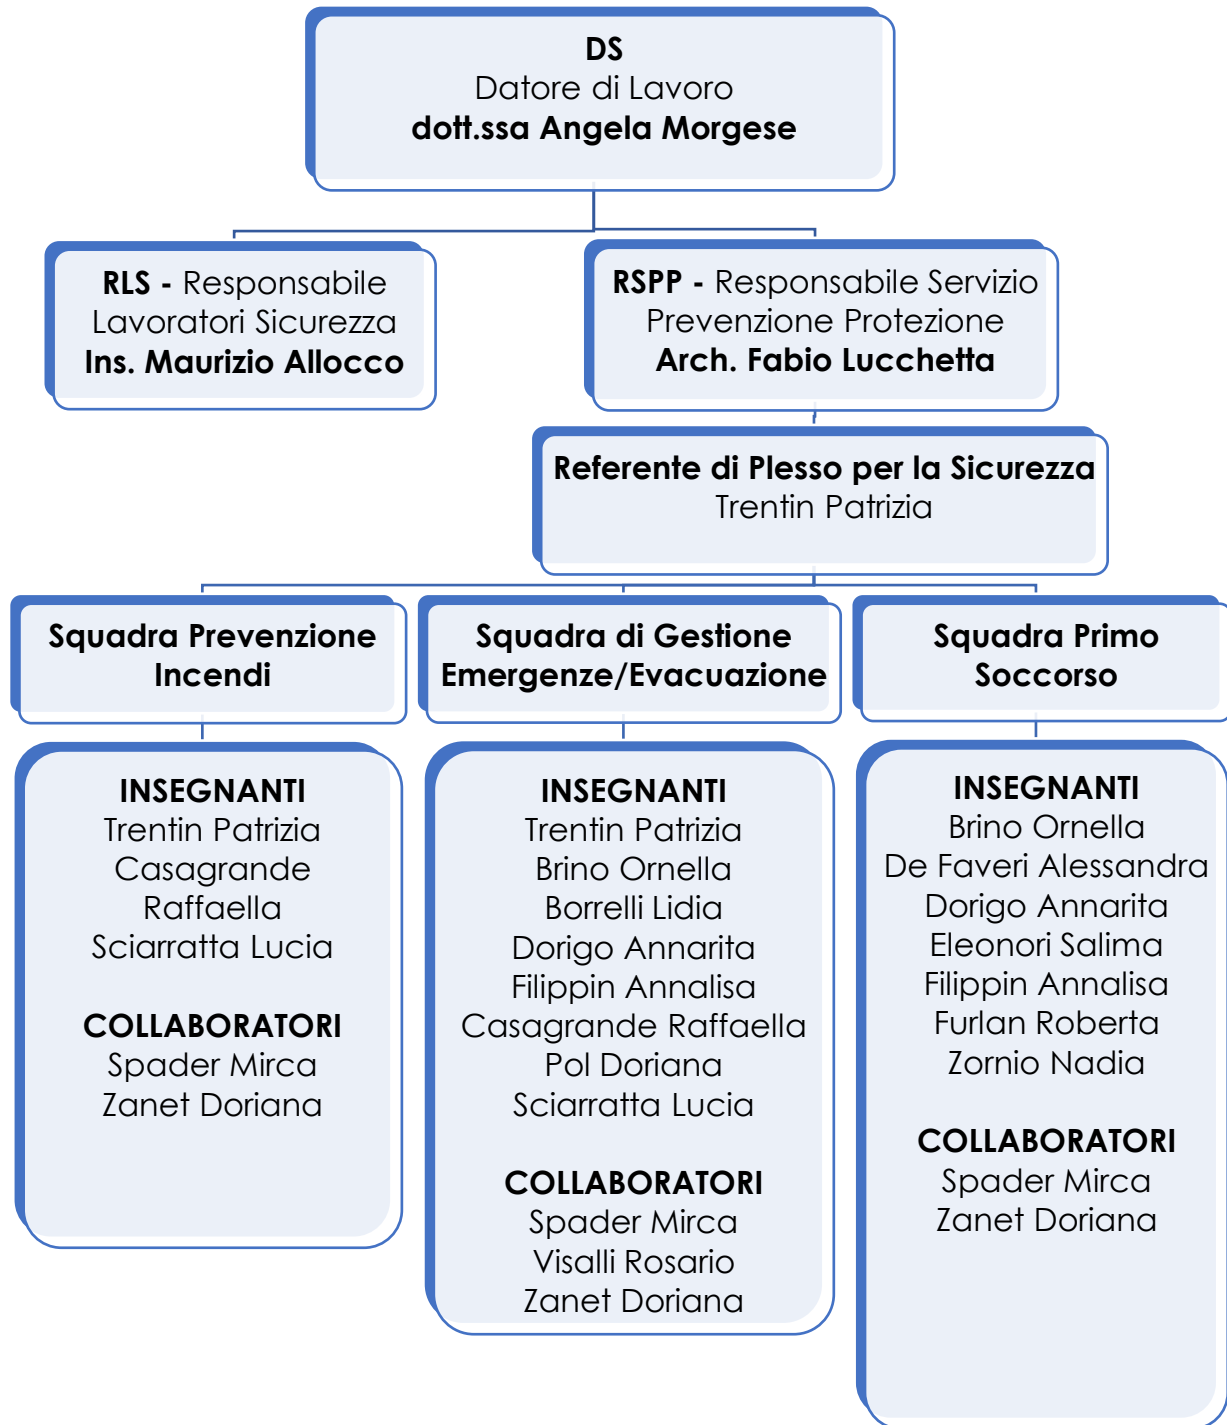 DS
Datore di Lavoro
dott.ssa Angela Morgese
RLS - Responsabile
Lavoratori Sicurezza
Ins. Maurizio Allocco
RSPP - Responsabile Servizio
Prevenzione Protezione
Arch. Fabio Lucchetta
Referente di Plesso per la Sicurezza
Trentin Patrizia
Squadra Prevenzione
Incendi
Squadra di Gestione
Emergenze/Evacuazione
Squadra Primo
Soccorso
INSEGNANTI
Trentin Patrizia
Casagrande
Raffaella
Sciarratta Lucia
COLLABORATORI
Spader Mirca
Zanet Doriana
INSEGNANTI
Trentin Patrizia
Brino Ornella
Borrelli Lidia
Dorigo Annarita
Filippin Annalisa
Casagrande Raffaella
Pol Doriana
Sciarratta Lucia
COLLABORATORI
Spader Mirca
Visalli Rosario
Zanet Doriana
INSEGNANTI
Brino Ornella
De Faveri Alessandra
Dorigo Annarita
Eleonori Salima
Filippin Annalisa
Furlan Roberta
Zornio Nadia
COLLABORATORI
Spader Mirca
Zanet Doriana